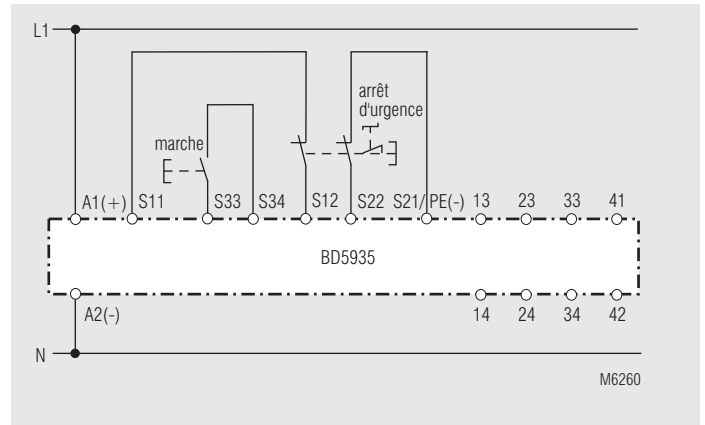 L1
arrêt
d'urgence
marche
A1(+) S11 S33 S34 S12 S22 S21/PE(-) 13 23 33 41
BD5935
A2(-) 14 24 34 42
N
M6260